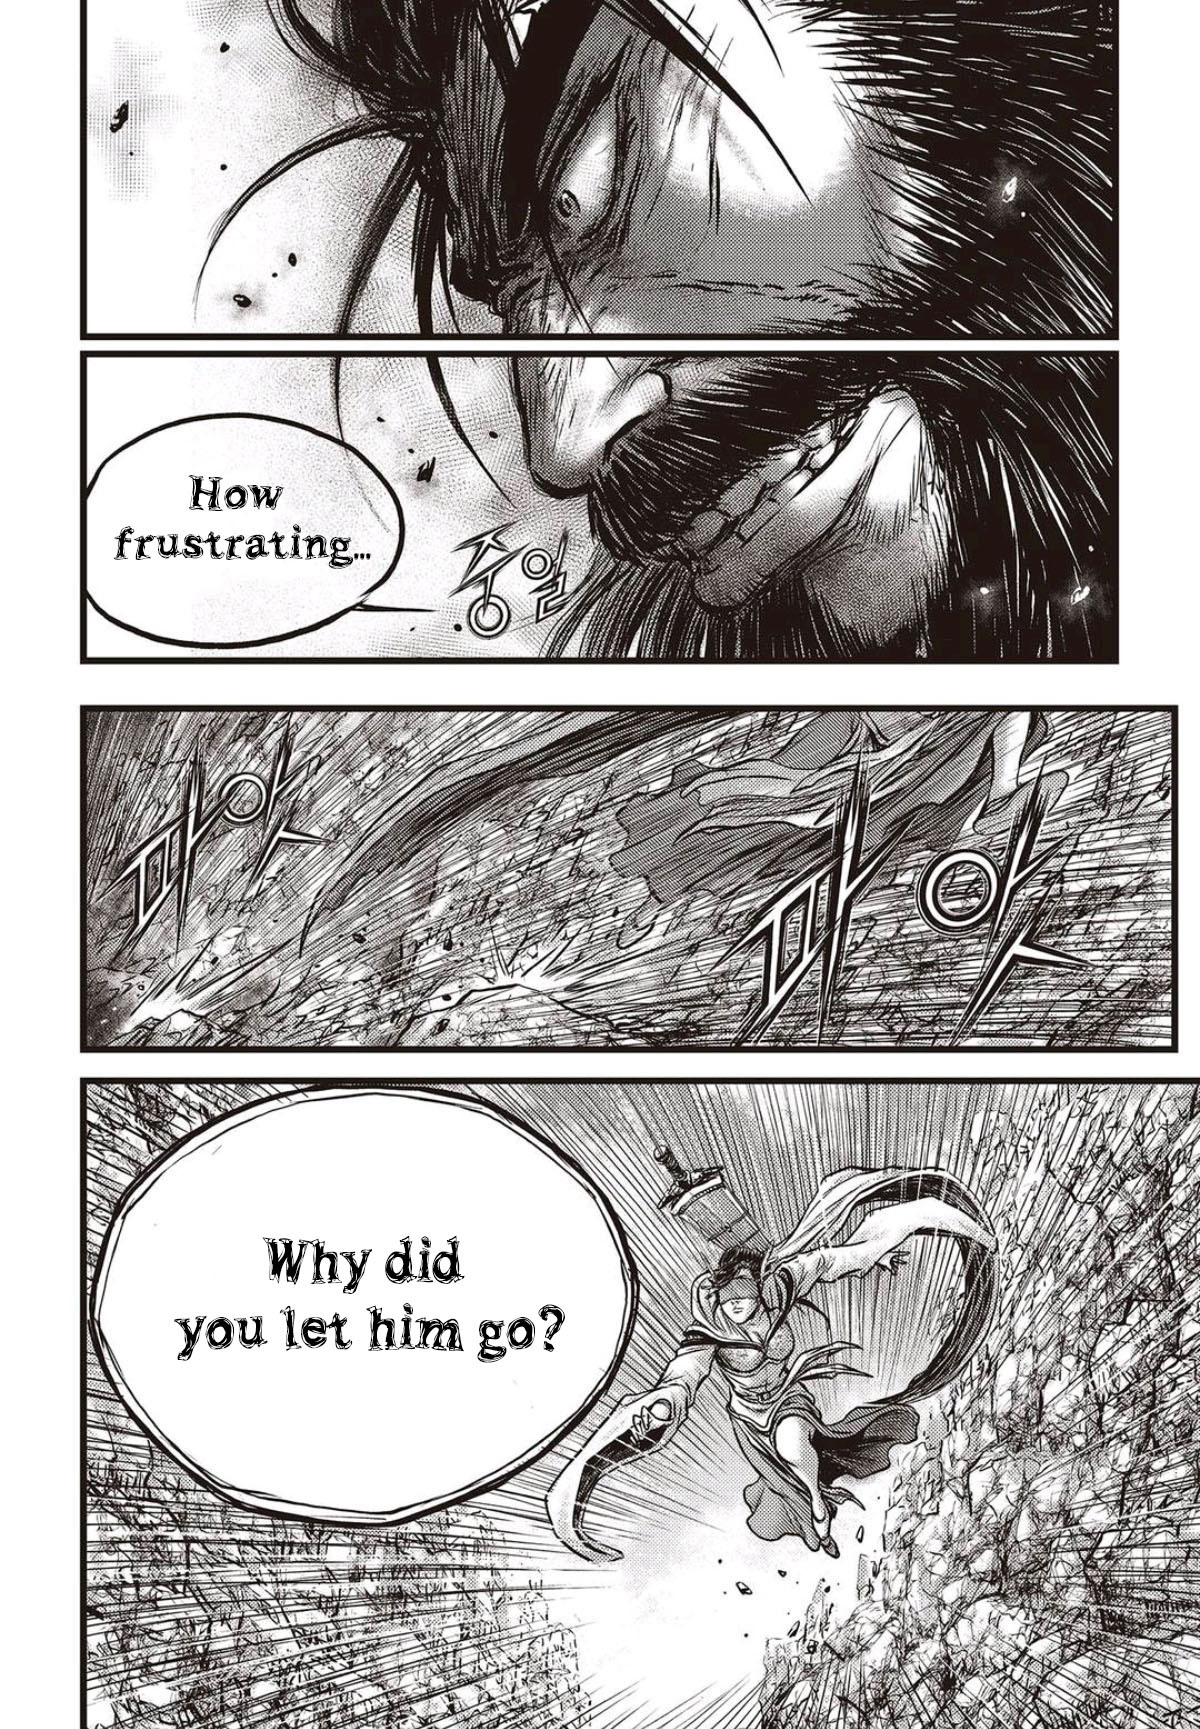 How
frustrating...
중얼
파앗
파앗
Why did
you let him go?